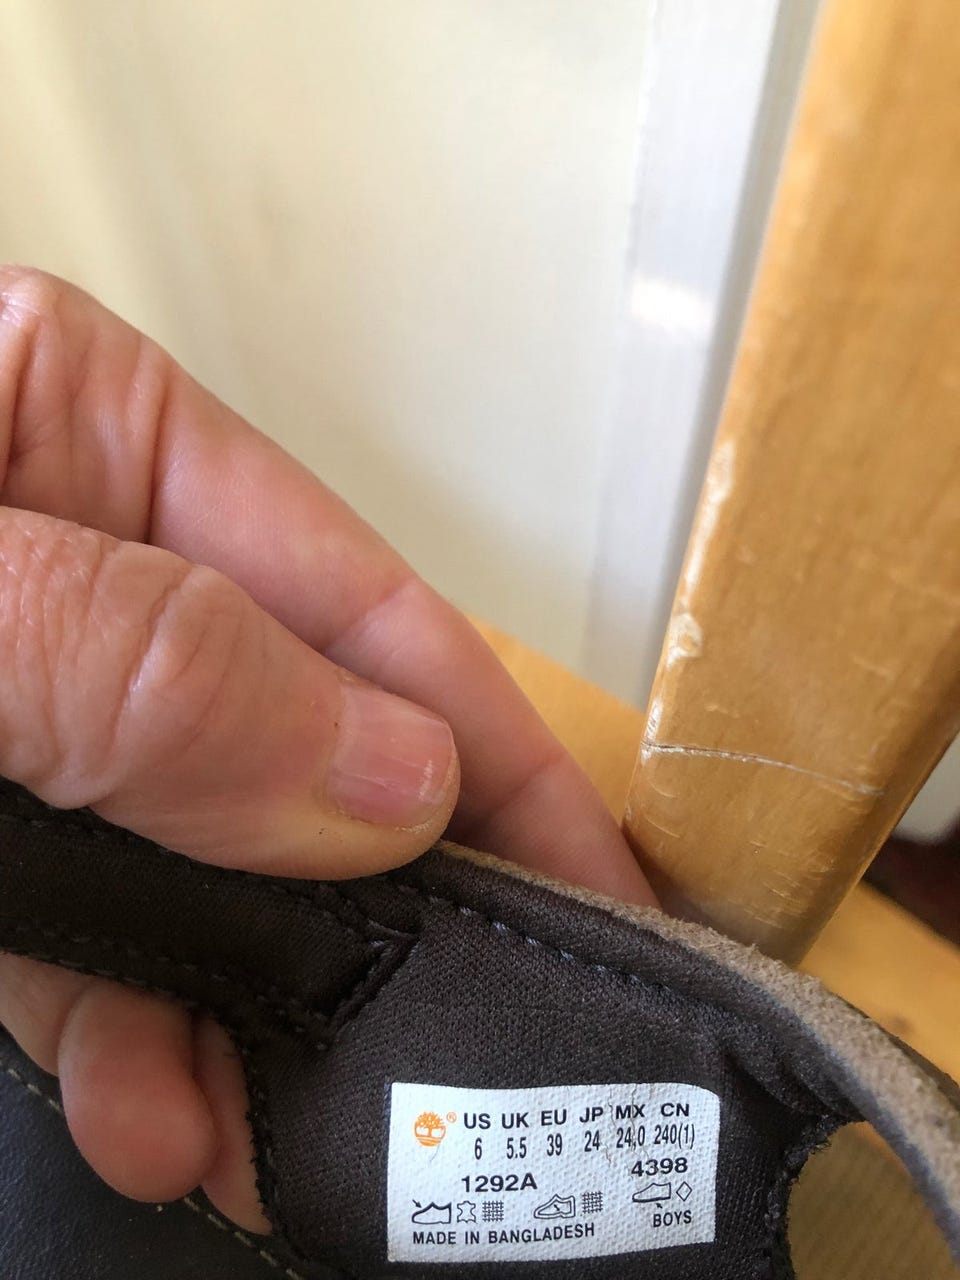 ® US UK EU JP MX CN
6 5.5 39 24 24,0 240(1)
1292A 4398
BOYS
MADE IN BANGLADESH